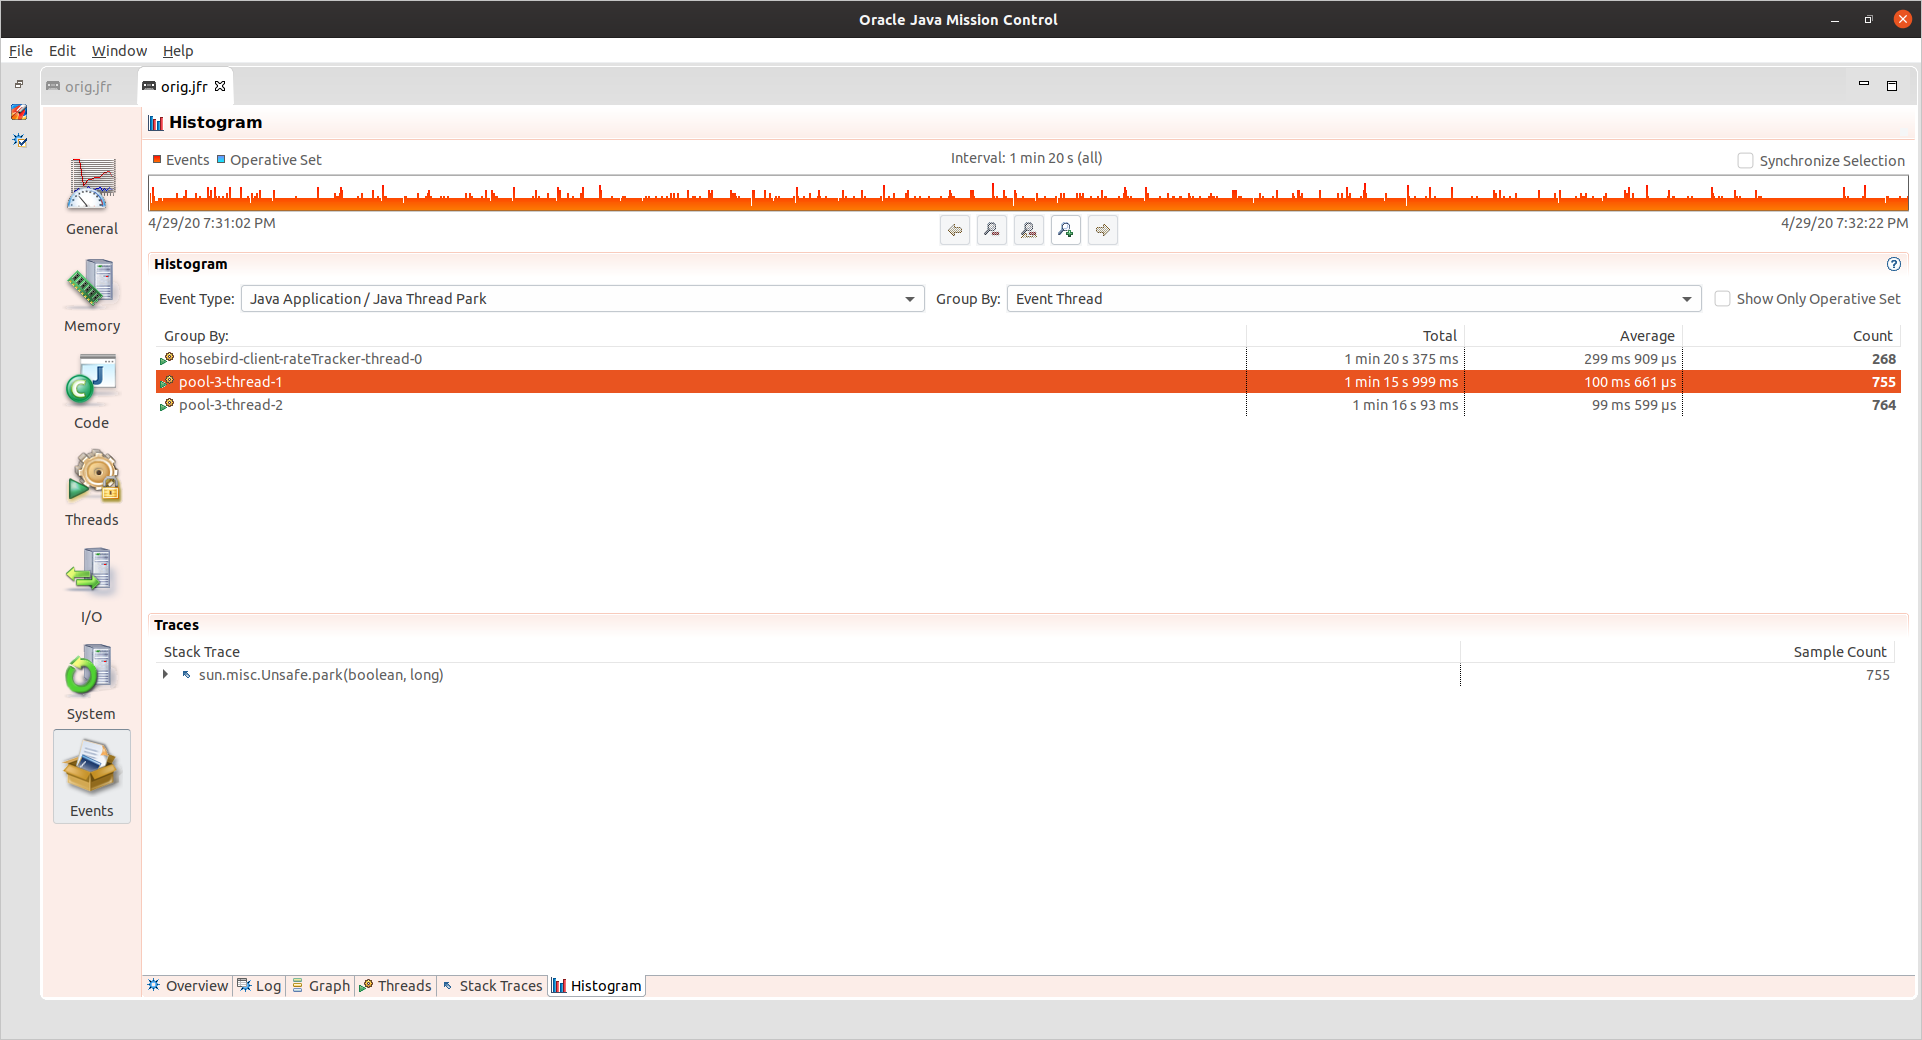 Oracle Java Mission Control
File Edit Window Help
orig.jfr orig.jfr
Histogram
Events Operative Set Interval: 1 min 20 s (all) Synchronize Selection
4/29/20 7:31:02 PM 4/29/20 7:32:22 PM
General
Memory
Code
Threads
I/O
System
Events
Histogram
Event Type: Java Application / Java Thread Park Group By: Event Thread Show Only Operative Set
Group By: Total Average Count
hosebird-client-rateTracker-thread-0 1 min 20 s 375 ms 299 ms 909 µs 268
pool-3-thread-1 1 min 15 s 999 ms 100 ms 661 µs 755
pool-3-thread-2 1 min 16 s 93 ms 99 ms 599 µs 764
Traces
Stack Trace Sample Count
sun.misc.Unsafe.park(boolean, long) 755
Overview Log Graph Threads Stack Traces Histogram